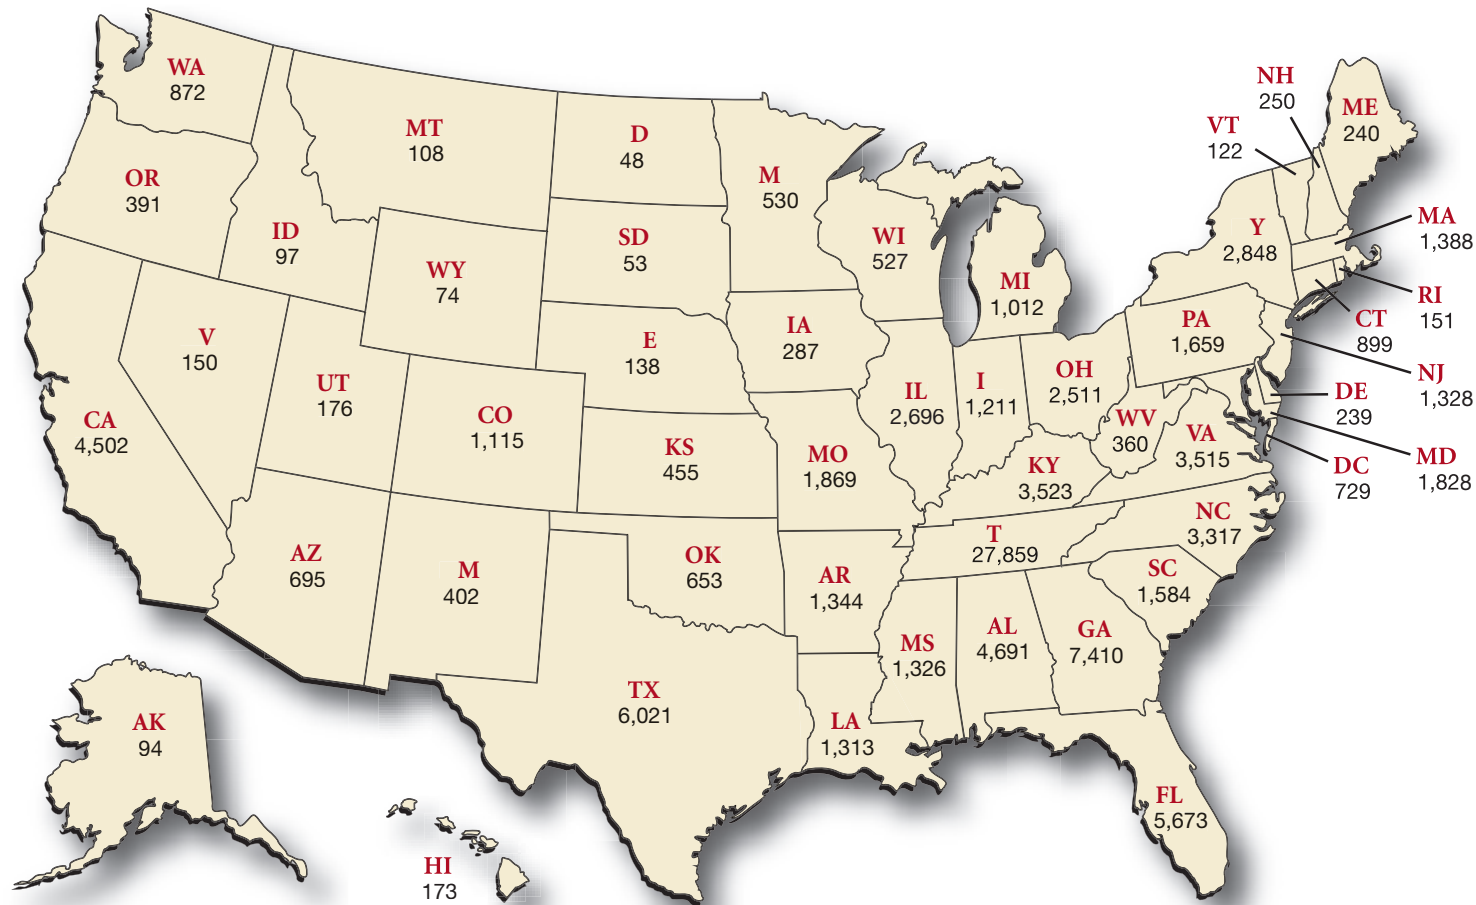 WA
872
MT
108
D
48
M
530
OR
391
ID
97
SD
53
WI
527
WY
74
MI
1,012
NH
250
VT
122
ME
240
Y
2,848
MA
1,388
RI
151
CT
899
NJ
1,328
DE
239
MD
1,828
DC
729
V
150
UT
176
E
138
IA
287
PA
1,659
CA
4,502
CO
1,115
KS
455
MO
1,869
IL
2,696
I
1,211
OH
2,511
WV
360
VA
3,515
KY
3,523
AZ
695
M
402
OK
653
AR
1,344
T
27,859
NC
3,317
SC
1,584
MS
1,326
AL
4,691
GA
7,410
TX
6,021
LA
1,313
FL
5,673
AK
94
HI
173